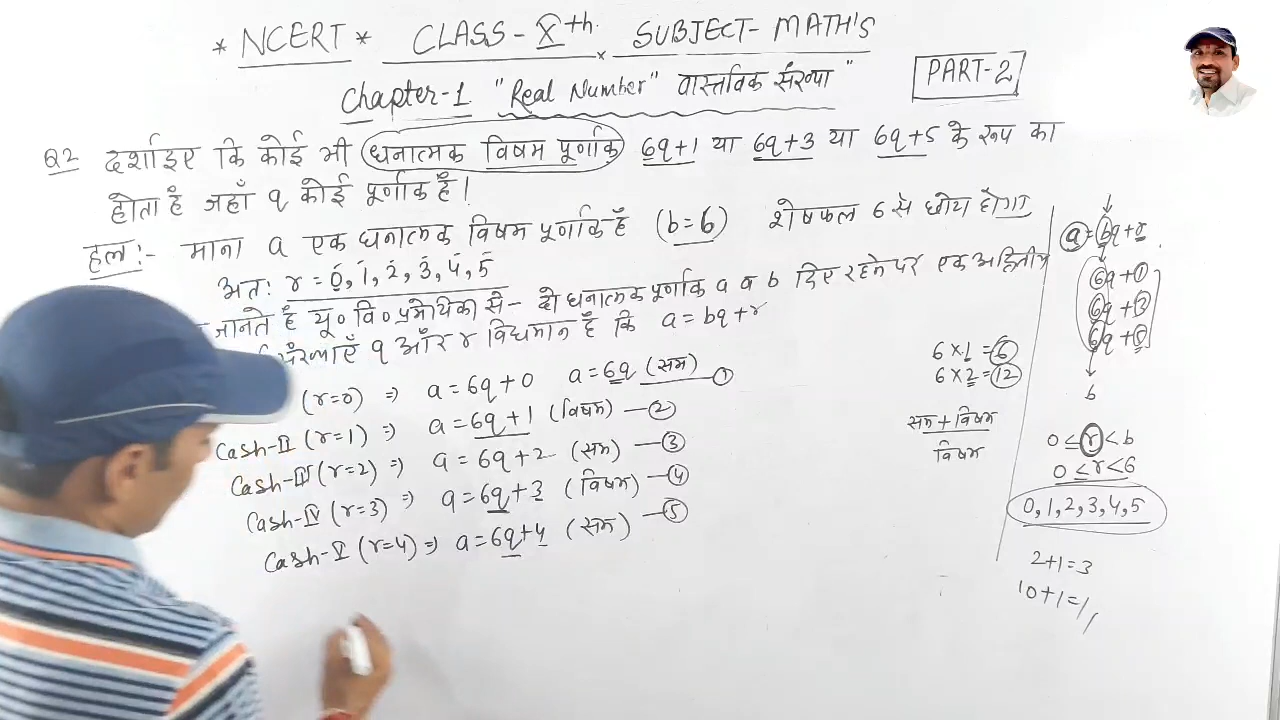 * NCERT * CLASS - Xth. SUBJECT - MATH'S
Chapter-1 "Real Number" वास्तविक संख्या"
PART-2
Q2 दर्शाइए कि कोई भी धनात्मक विषम पूर्णांक 6q+1 या 6q+3 या 6q+5 के रूप का
होता है जहाँ q कोई पूर्णांक है।
हल:- माना a एक धनात्मक विषम पूर्णांक है (b=6) शेषफल 6 से छोटा होगा
अतः r = 0, 1, 2, 3, 4, 5
जानते हैं यू० वि० प्रमेयिका से - दो धनात्मक पूर्णांक a व b दिए रहने पर एक अद्वितीय
संख्याएँ q और r विद्यमान हैं कि a = bq + r
(r=0) => a = 6q + 0 a = 6q (सम) — 1
Cash-II (r=1) => a = 6q + 1 (विषम) — 2
Cash-III (r=2) => a = 6q + 2 (सम) — 3
Cash-IV (r=3) => a = 6q + 3 (विषम) — 4
Cash-V (r=4) => a = 6q + 4 (सम) — 5
6 × 1 = 6
6 × 2 = 12
सम + विषम
विषम
a = bq + r
6q + 1
6q + 3
6q + 5
b
0 ≤ r < b
0 ≤ r < 6
0, 1, 2, 3, 4, 5
2+1=3
10+1=11